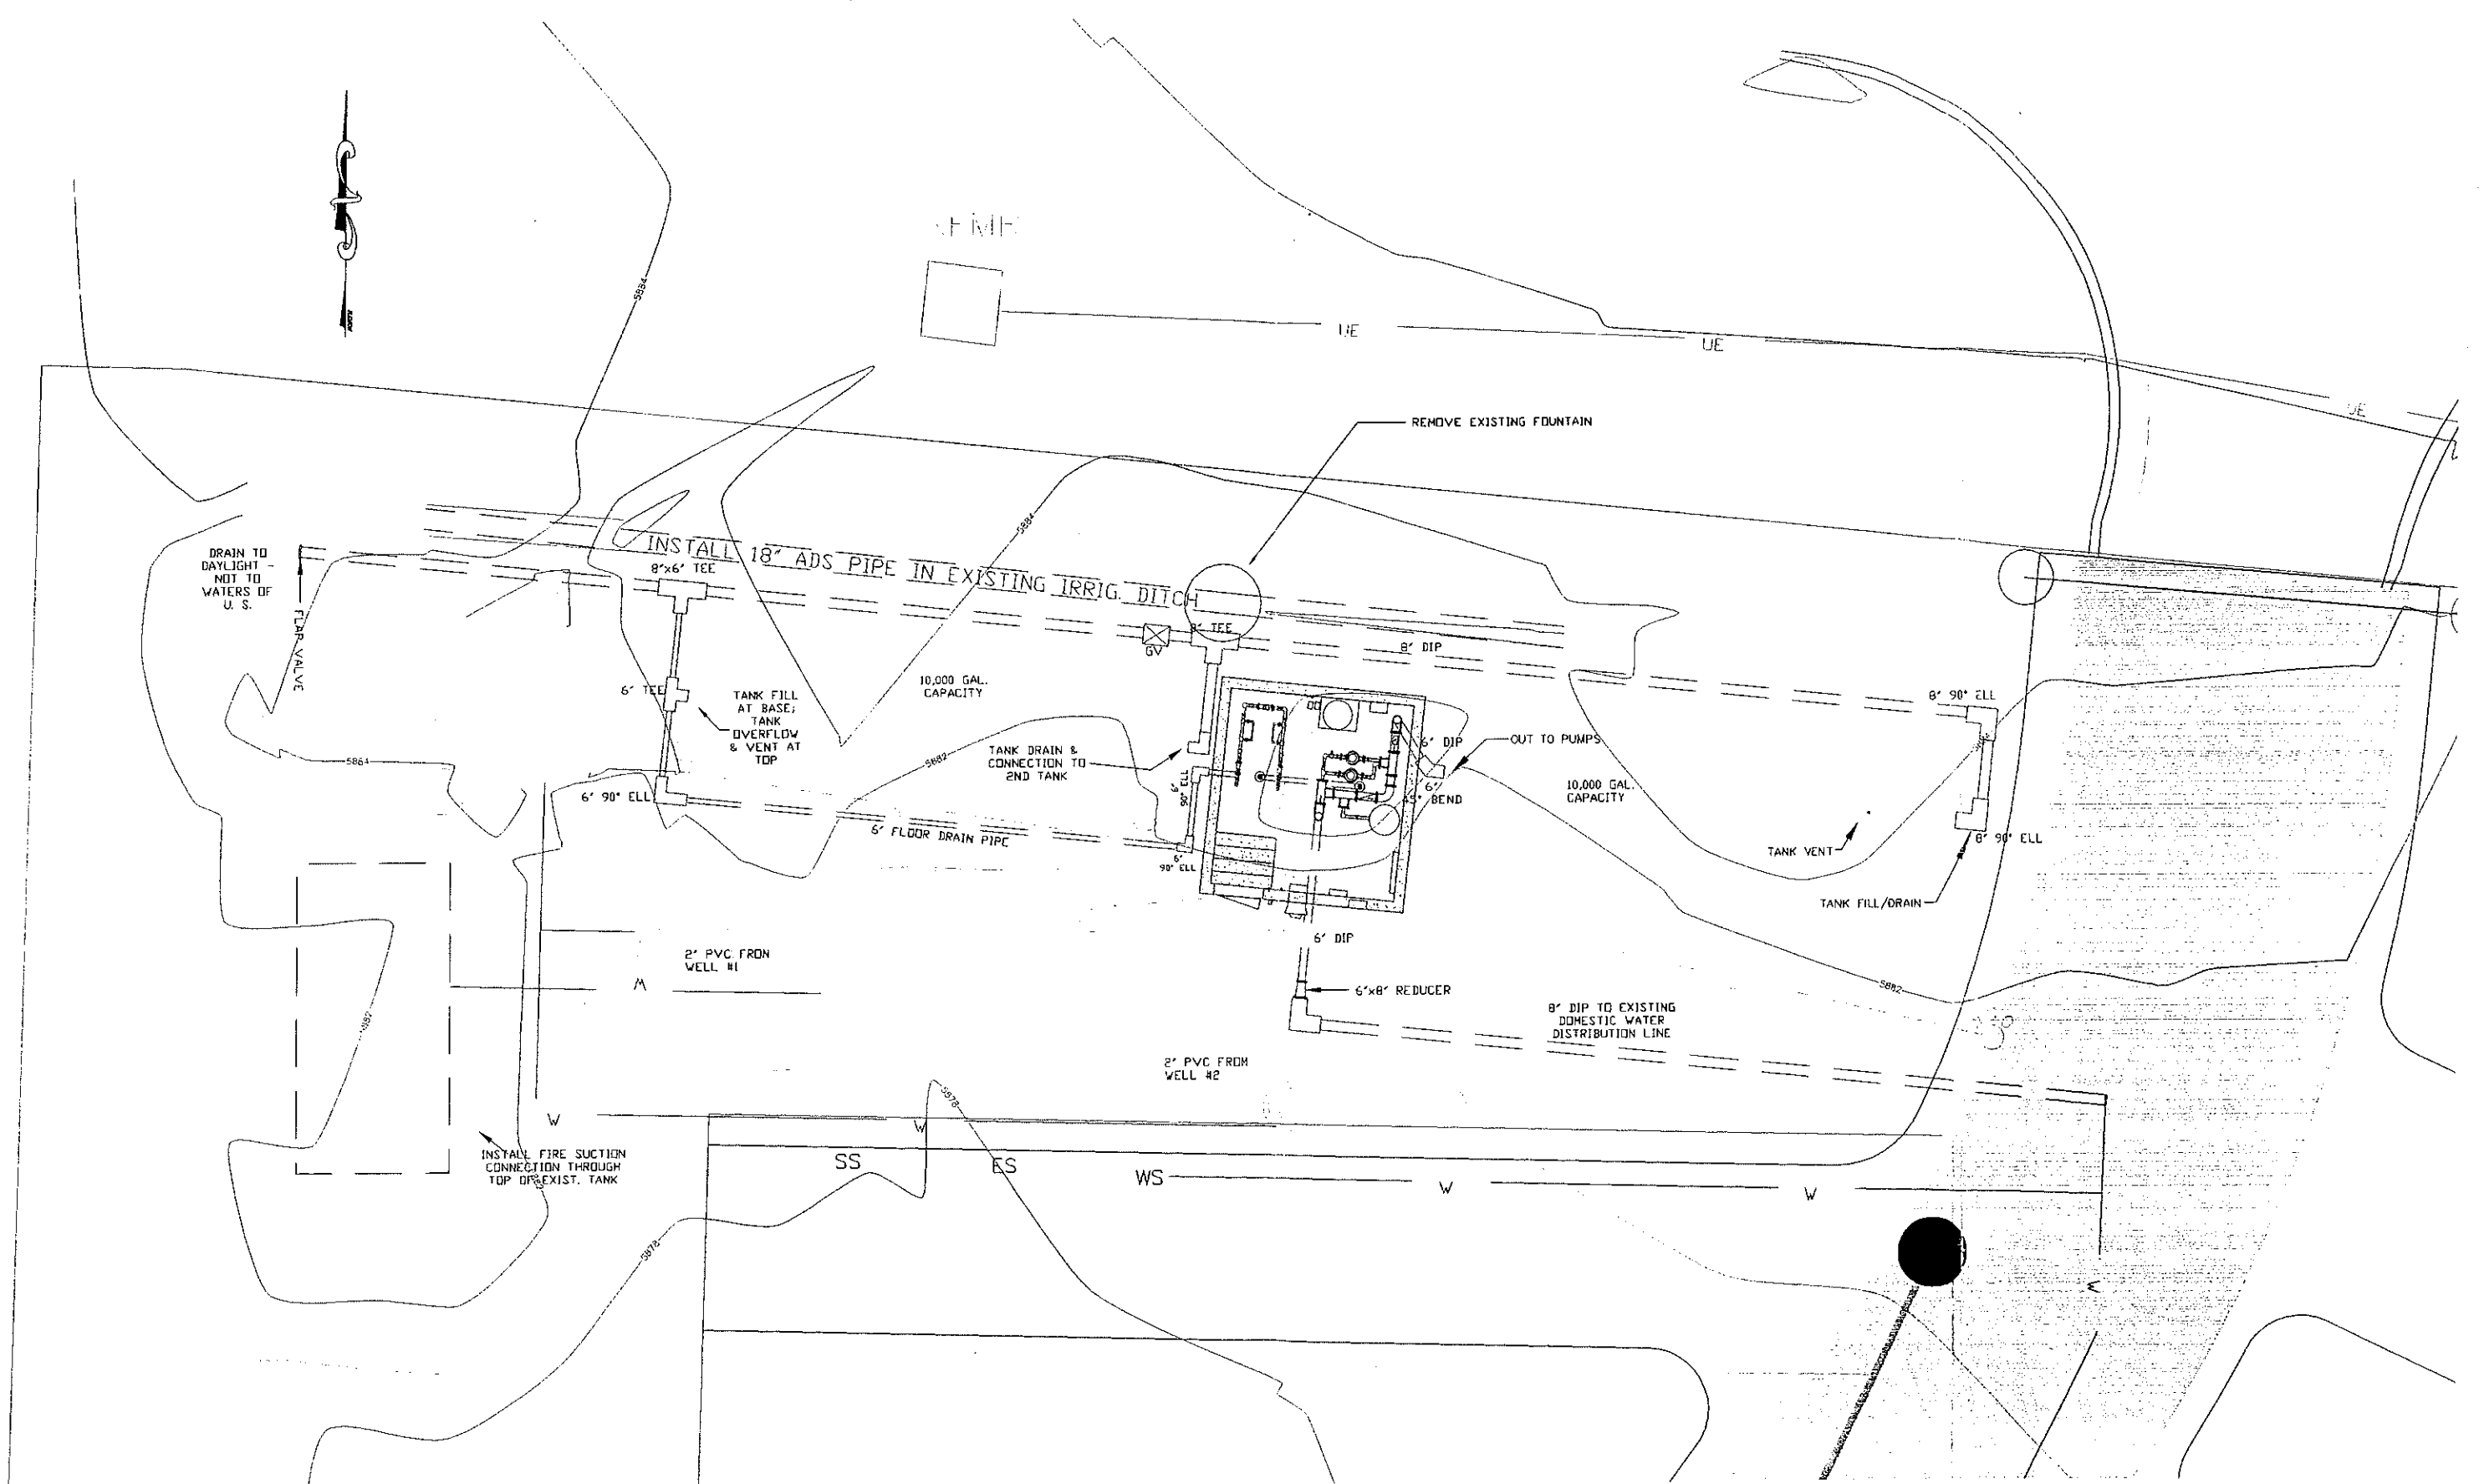 5884
UE
UE
UE
REMOVE EXISTING FOUNTAIN
5884
INSTALL 18" ADS PIPE IN EXISTING IRRIG. DITCH
DRAIN TO
DAYLIGHT -
NOT TO
WATERS OF
U. S.
FLAP VALVE
8"x6" TEE
8" TEE
GV
8" DIP
6" TEE
TANK FILL
AT BASE;
TANK
OVERFLOW
& VENT AT
TOP
10,000 GAL.
CAPACITY
8" 90° ELL
TANK DRAIN &
CONNECTION TO
2ND TANK
6" DIP
OUT TO PUMPS
5864
5882
6" 90° ELL
6"
90° ELL
6"
45° BEND
10,000 GAL.
CAPACITY
6" FLOOR DRAIN PIPE
6"
90° ELL
TANK VENT
8" 90° ELL
TANK FILL/DRAIN
6" DIP
2" PVC FROM
WELL #1
W
6"x8" REDUCER
5882
8" DIP TO EXISTING
DOMESTIC WATER
DISTRIBUTION LINE
2" PVC FROM
WELL #2
5878
W
W
INSTALL FIRE SUCTION
CONNECTION THROUGH
TOP OF EXIST. TANK
SS
ES
WS
W
W
5878
W